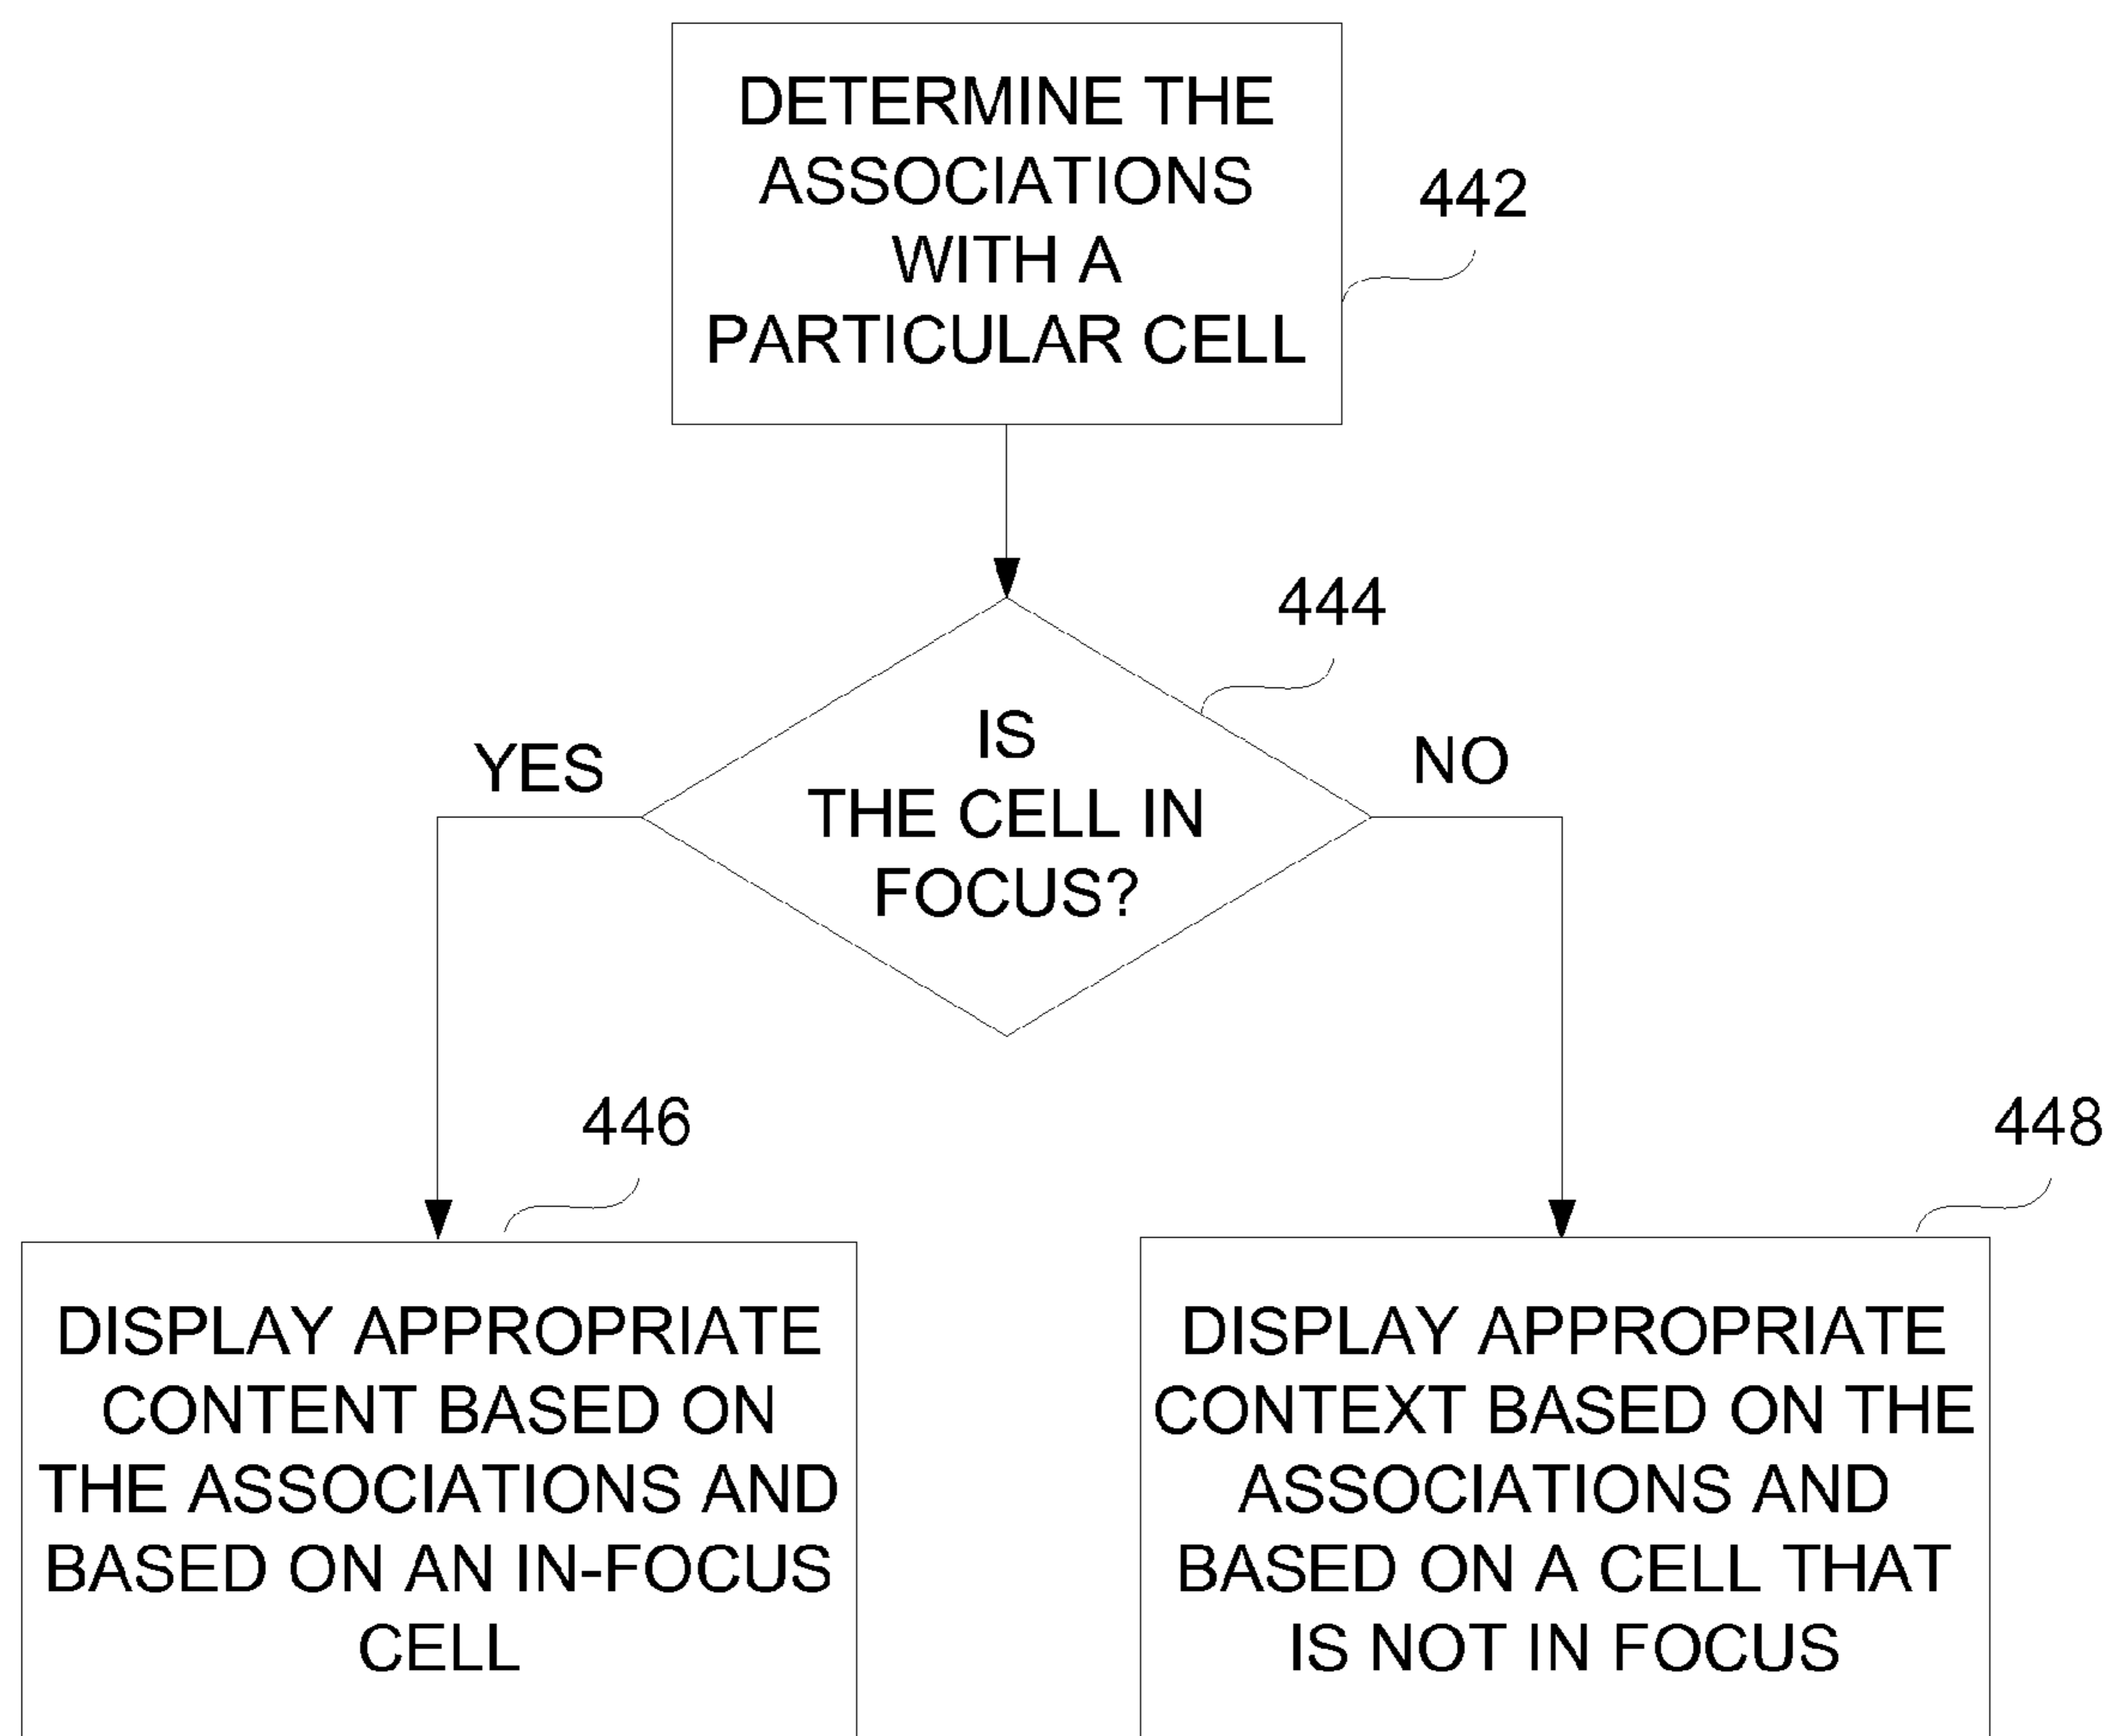 DETERMINE THE
ASSOCIATIONS
WITH A
PARTICULAR CELL
442
444
IS
THE CELL IN
FOCUS?
YES
NO
446
448
DISPLAY APPROPRIATE
CONTENT BASED ON
THE ASSOCIATIONS AND
BASED ON AN IN-FOCUS
CELL
DISPLAY APPROPRIATE
CONTEXT BASED ON THE
ASSOCIATIONS AND
BASED ON A CELL THAT
IS NOT IN FOCUS